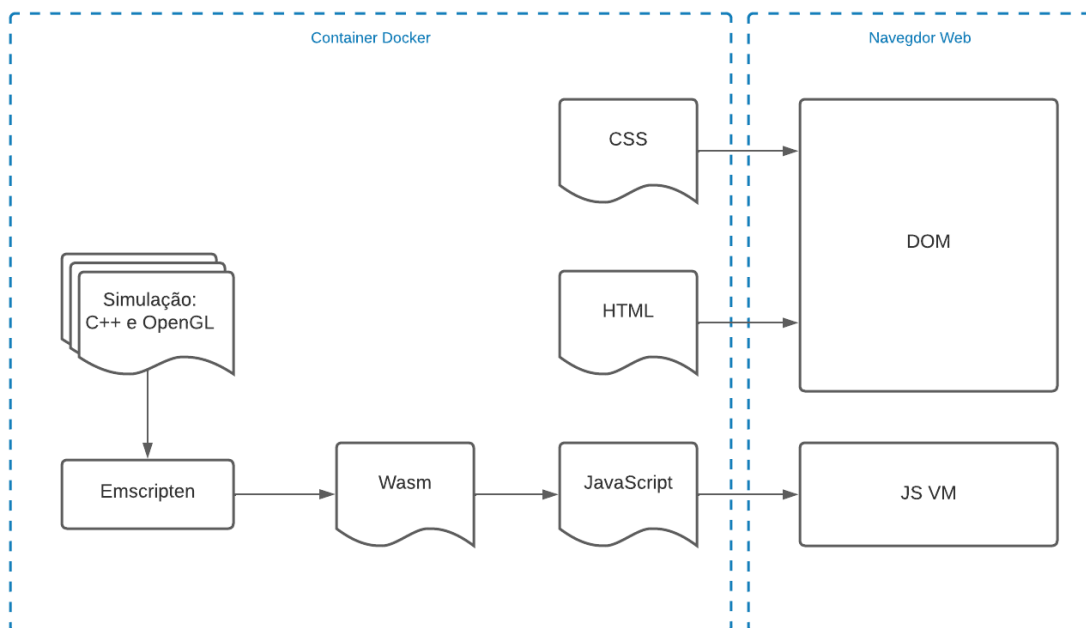 Container Docker
Navegdor Web
CSS
DOM
HTML
Simulação:
C++ e OpenGL
Emscripten
Wasm
JavaScript
JS VM